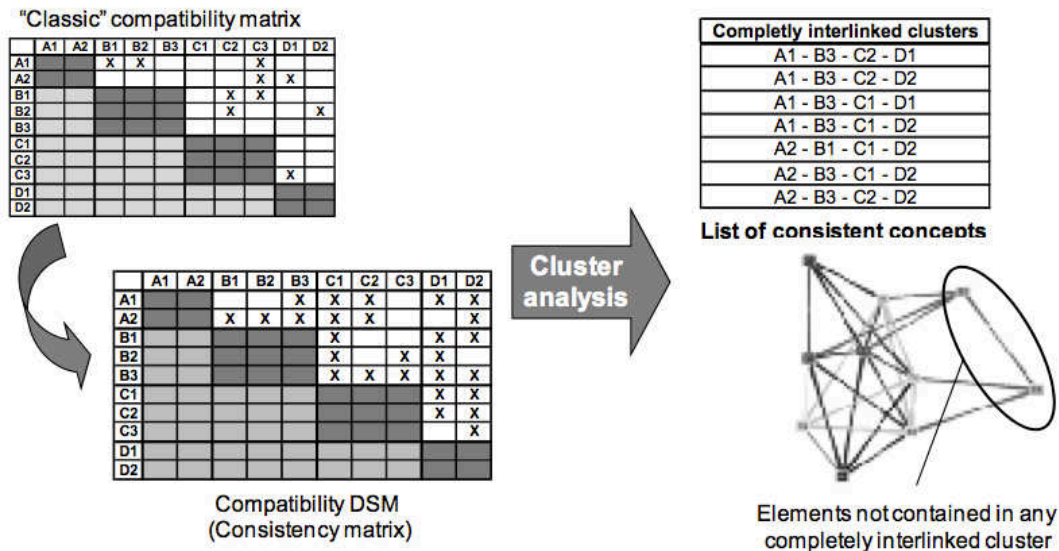 “Classic” compatibility matrix
A1 A2 B1 B2 B3 C1 C2 C3 D1 D2
A1 X X X
A2 X X
B1 X X
B2 X X
B3
C1
C2
C3 X
D1
D2
A1 A2 B1 B2 B3 C1 C2 C3 D1 D2
A1 X X X X X
A2 X X X X X X
B1 X X X
B2 X X X
B3 X X X X X
C1 X X
C2 X X
C3 X
D1
D2
Compatibility DSM
(Consistency matrix)
Cluster
analysis
Completly interlinked clusters
A1 - B3 - C2 - D1
A1 - B3 - C2 - D2
A1 - B3 - C1 - D1
A1 - B3 - C1 - D2
A2 - B1 - C1 - D2
A2 - B3 - C1 - D2
A2 - B3 - C2 - D2
List of consistent concepts
Elements not contained in any
completely interlinked cluster